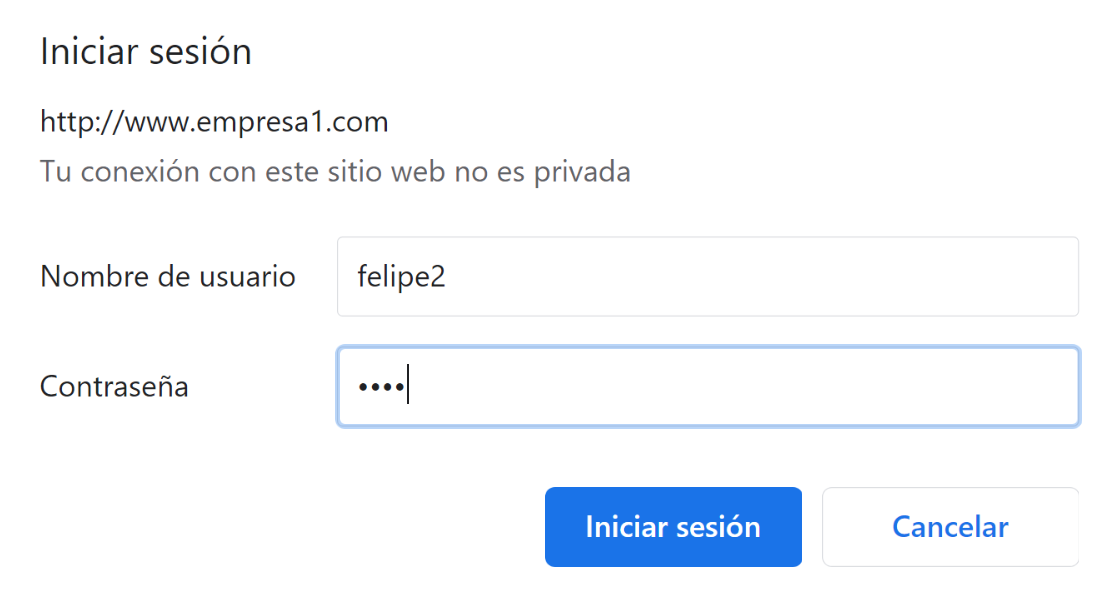 Iniciar sesión
http://www.empresa1.com
Tu conexión con este sitio web no es privada
Nombre de usuario felipe2
Contraseña ••••
Iniciar sesión Cancelar